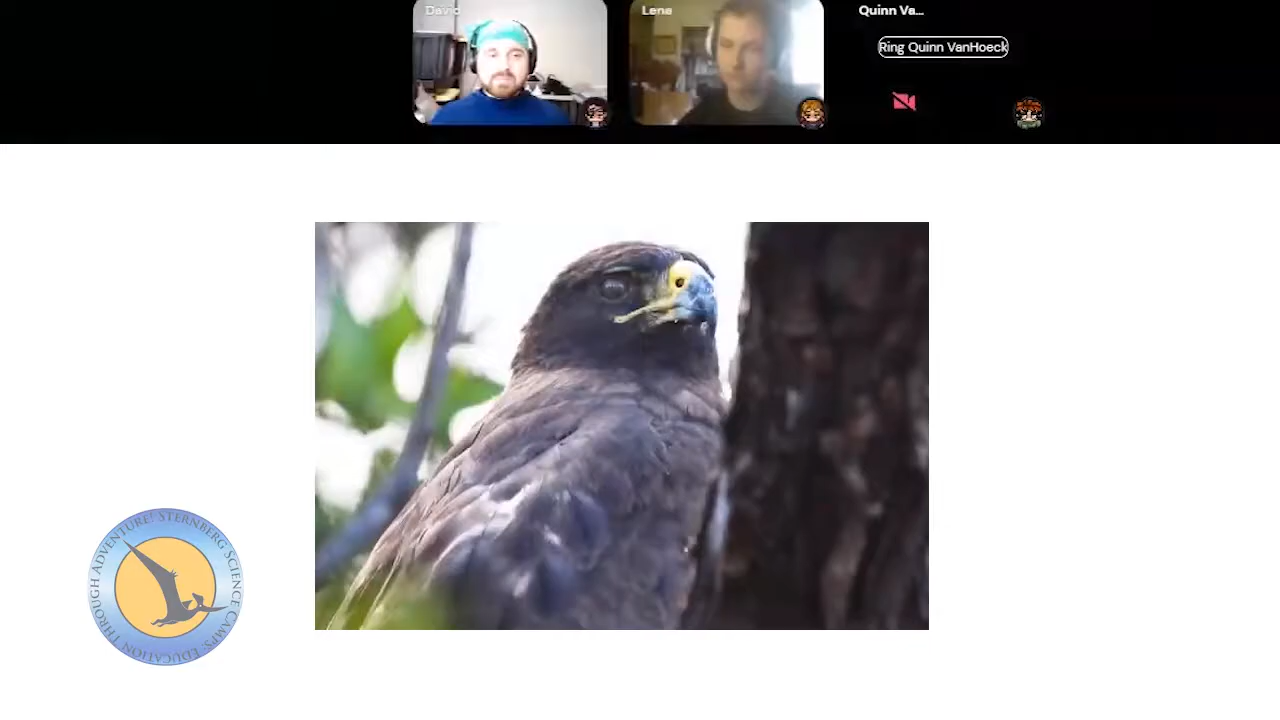 David
Lena
Quinn Va...
Ring Quinn VanHoeck
EDUCATION THROUGH ADVENTURE! STERNBERG SCIENCE CAMPS: